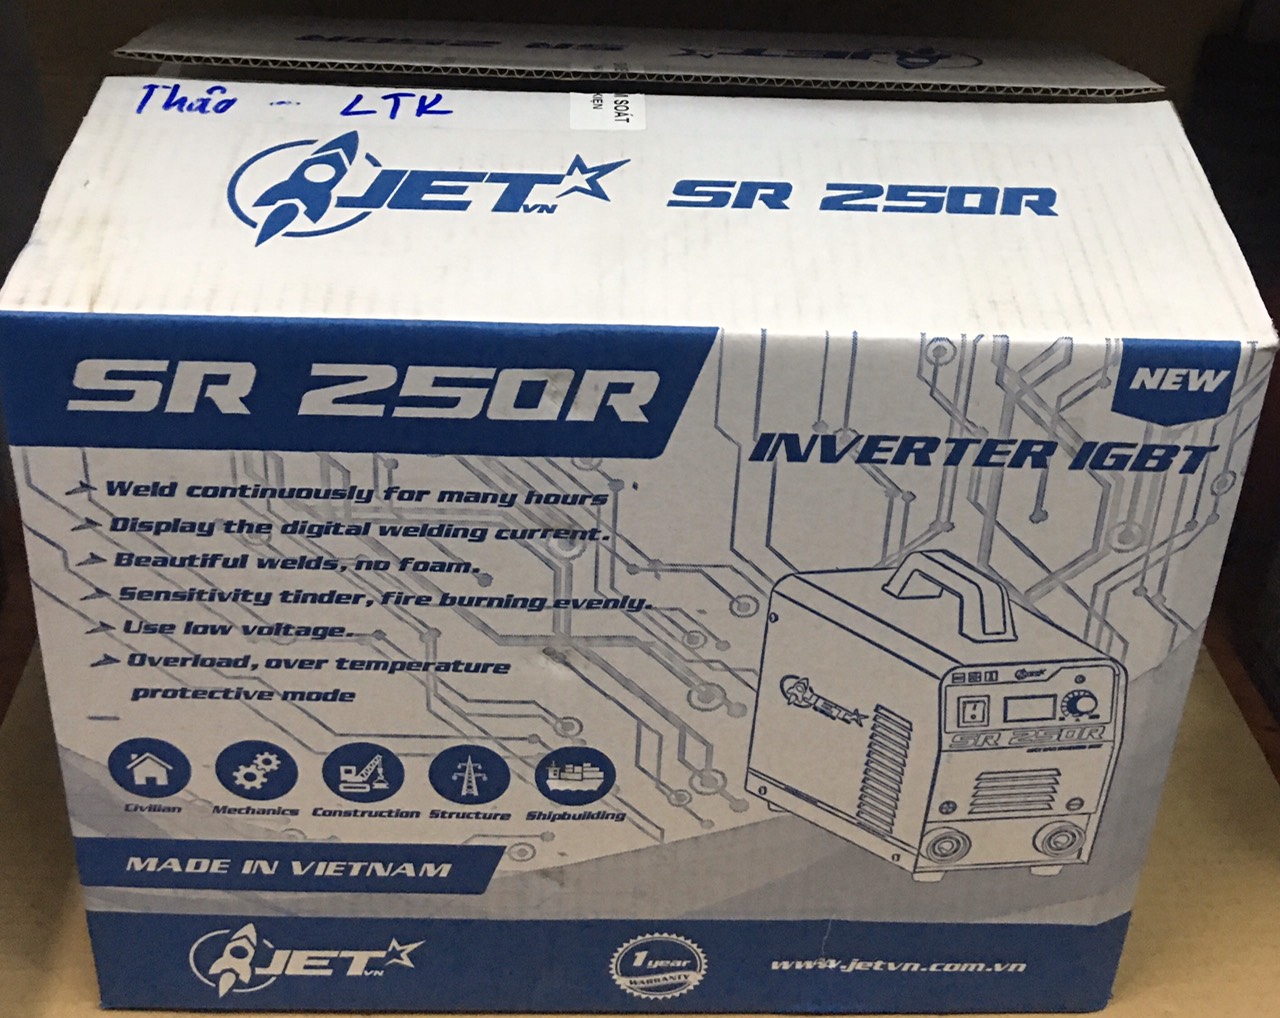 Thảo - LTK
SOÁT
KIỆN
JET VN SR 250R
SR 250R
NEW
INVERTER IGBT
Weld continuously for many hours
Display the digital welding current.
Beautiful welds, no foam.
Sensitivity tinder, fire burning evenly.
Use low voltage.
Overload, over temperature
protective mode
JET
SR 250R
Civilian Mechanics Construction Structure Shipbuilding
MADE IN VIETNAM
JET VN
1 year
WARRANTY
www.jetvn.com.vn